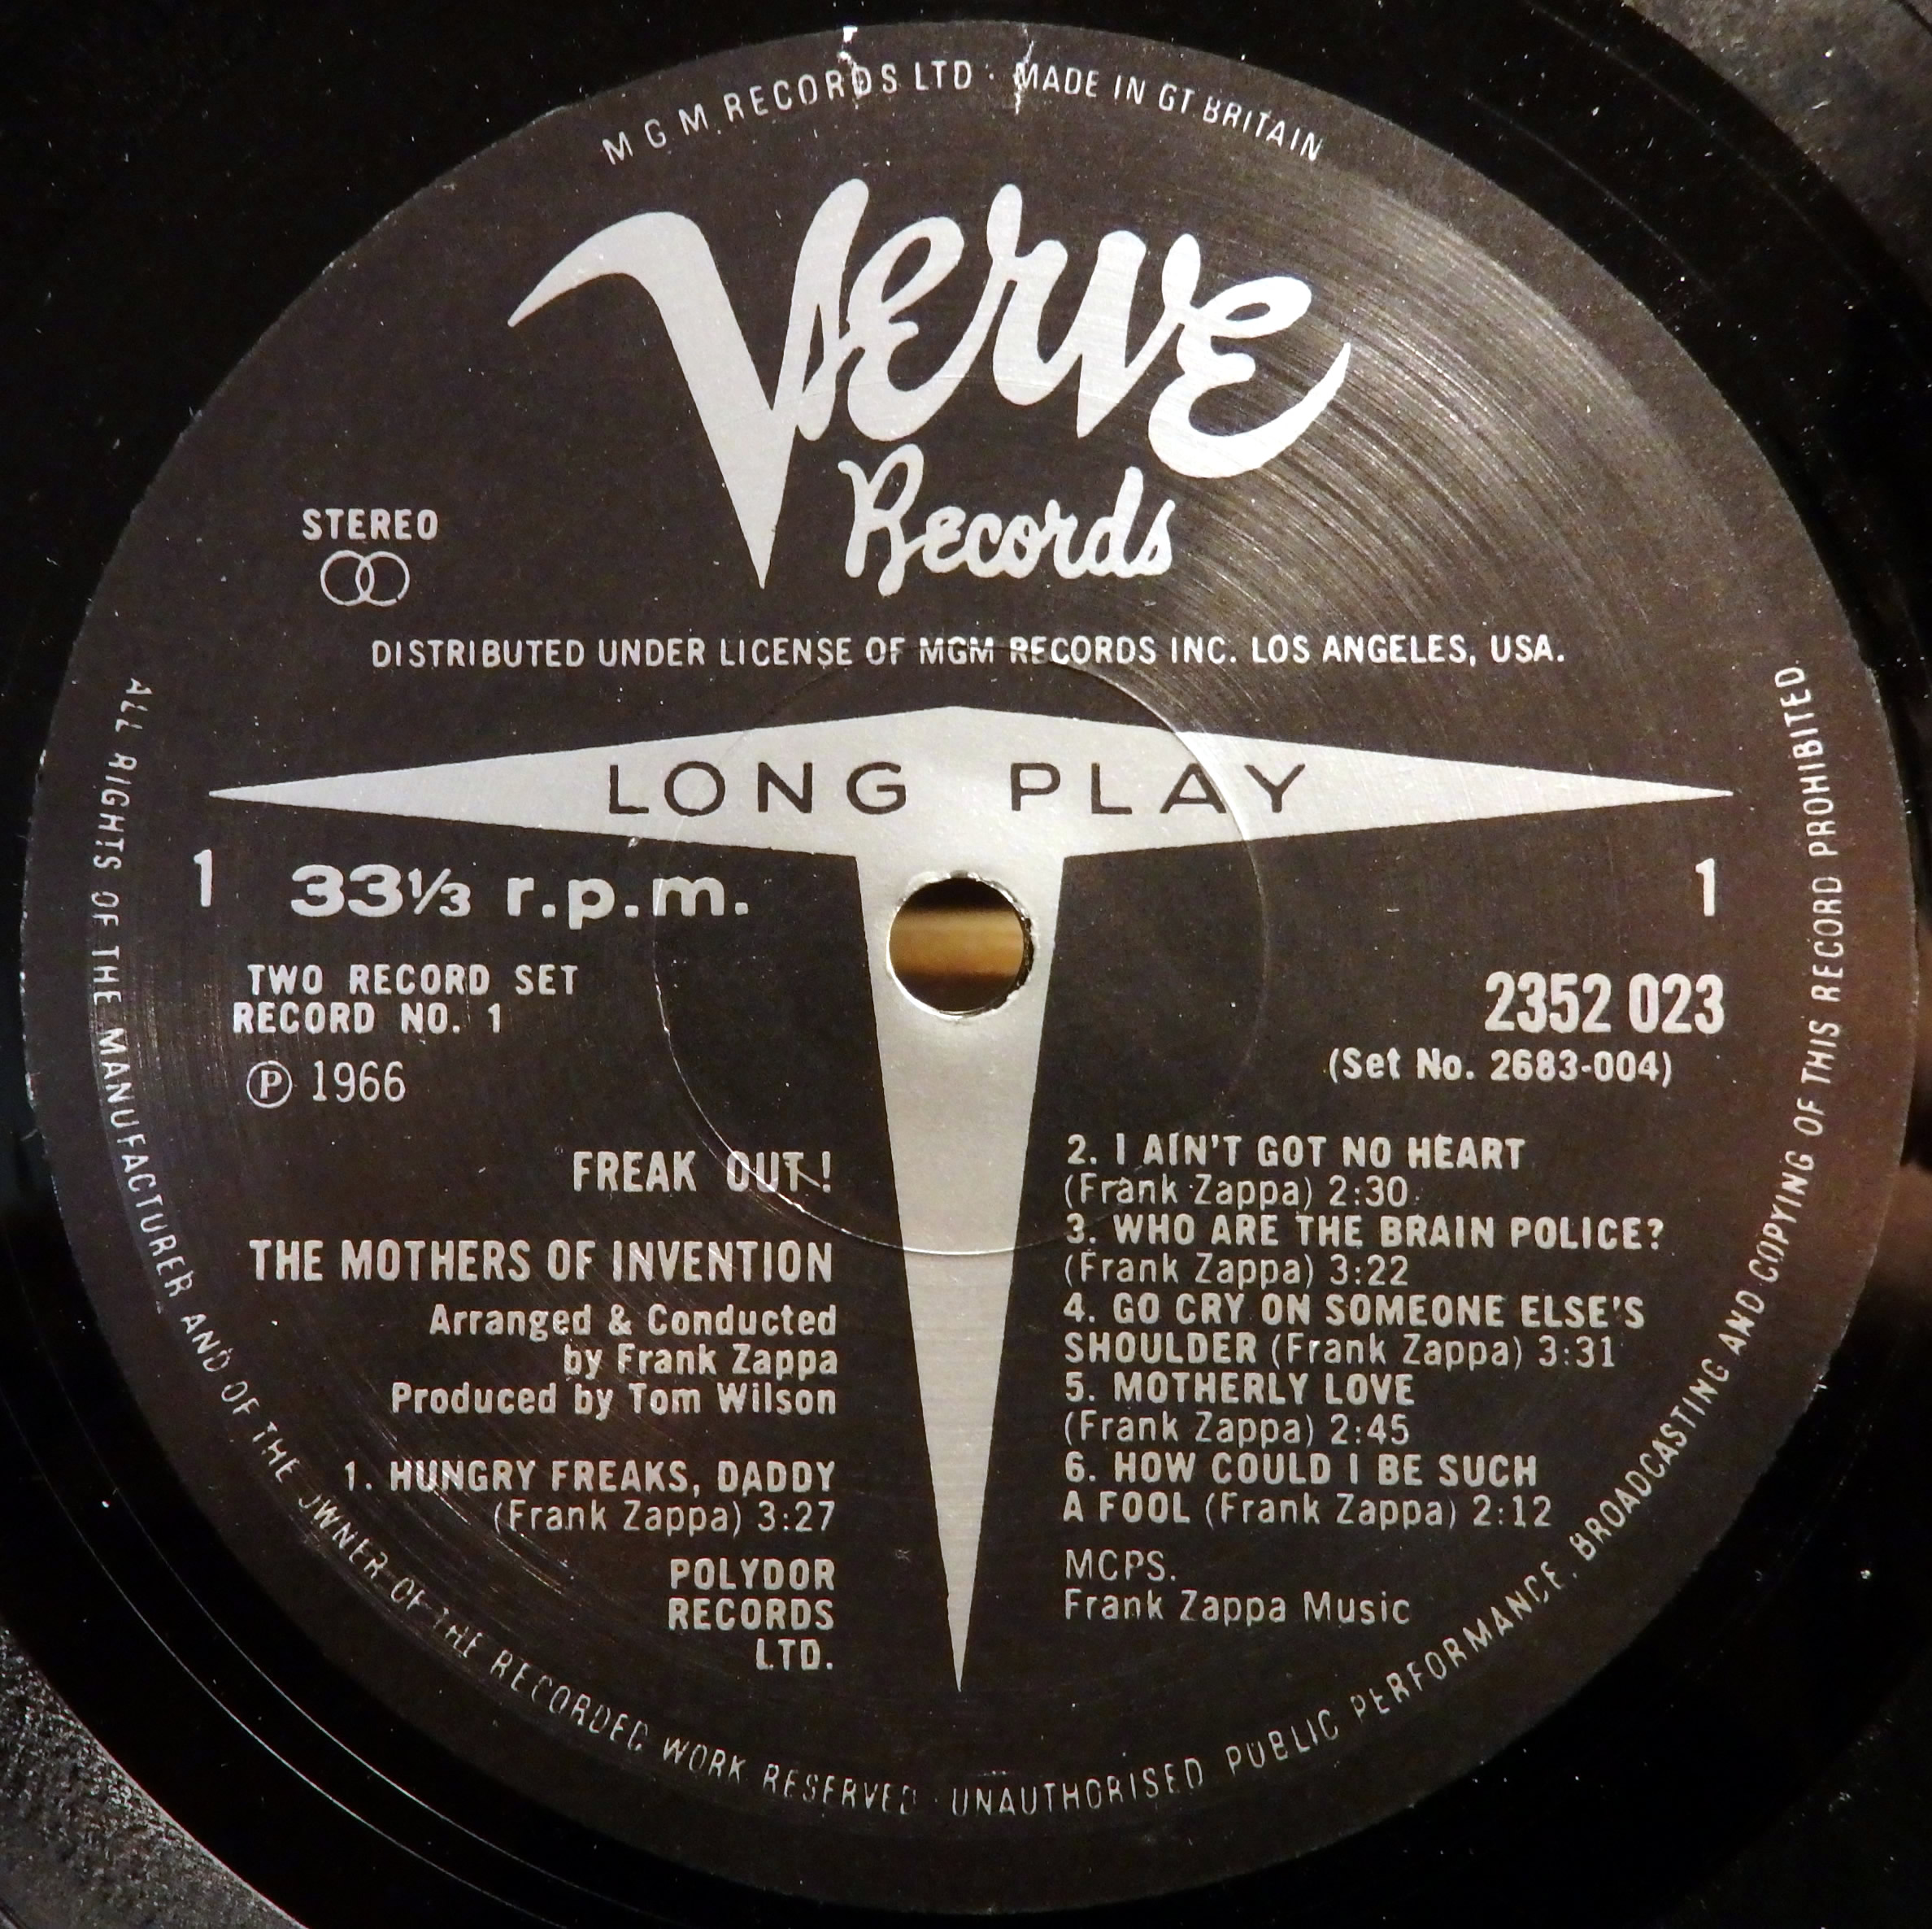 M G M RECORDS LTD · MADE IN GT BRITAIN
Verve
Records
STEREO
DISTRIBUTED UNDER LICENSE OF MGM RECORDS INC. LOS ANGELES, USA.
LONG PLAY
1 33⅓ r.p.m.
1
TWO RECORD SET
RECORD NO. 1
Ⓟ 1966
2352 023
(Set No. 2683-004)
FREAK OUT!
THE MOTHERS OF INVENTION
Arranged & Conducted
by Frank Zappa
Produced by Tom Wilson
1. HUNGRY FREAKS, DADDY
(Frank Zappa) 3:27
POLYDOR
RECORDS
LTD.
2. I AIN'T GOT NO HEART
(Frank Zappa) 2:30
3. WHO ARE THE BRAIN POLICE?
(Frank Zappa) 3:22
4. GO CRY ON SOMEONE ELSE'S
SHOULDER (Frank Zappa) 3:31
5. MOTHERLY LOVE
(Frank Zappa) 2:45
6. HOW COULD I BE SUCH
A FOOL (Frank Zappa) 2:12
MCPS.
Frank Zappa Music
ALL RIGHTS OF THE MANUFACTURER AND OF THE OWNER OF THE RECORDED WORK RESERVED · UNAUTHORISED PUBLIC PERFORMANCE, BROADCASTING AND COPYING OF THIS RECORD PROHIBITED